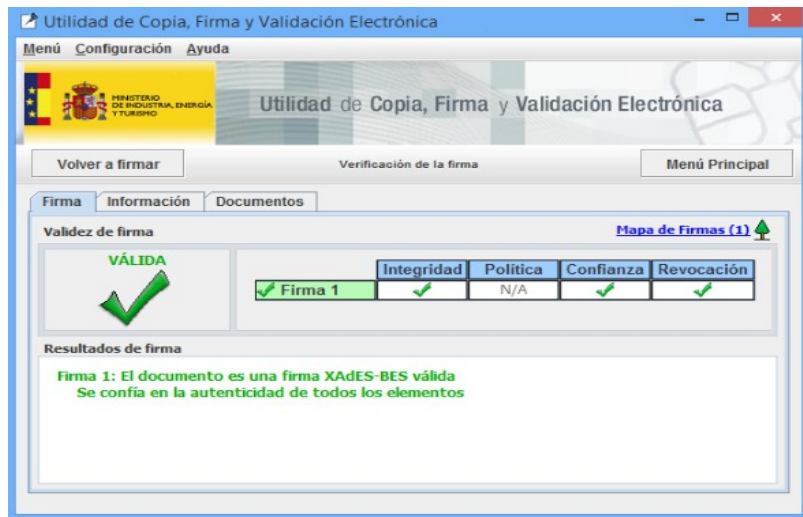 Utilidad de Copia, Firma y Validación Electrónica
Menú Configuración Ayuda
MINISTERIO
DE INDUSTRIA, ENERGÍA
Y TURISMO
Utilidad de Copia, Firma y Validación Electrónica
Volver a firmar
Verificación de la firma
Menú Principal
Firma Información Documentos
Validez de firma
Mapa de Firmas (1)
VÁLIDA
Integridad Política Confianza Revocación
Firma 1 N/A
Resultados de firma
Firma 1: El documento es una firma XAdES-BES válida
Se confía en la autenticidad de todos los elementos